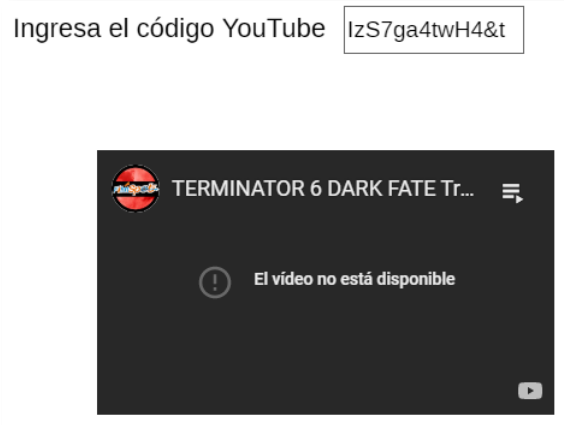 Ingresa el código YouTube IzS7ga4twH4&t
TERMINATOR 6 DARK FATE Tr...
El vídeo no está disponible